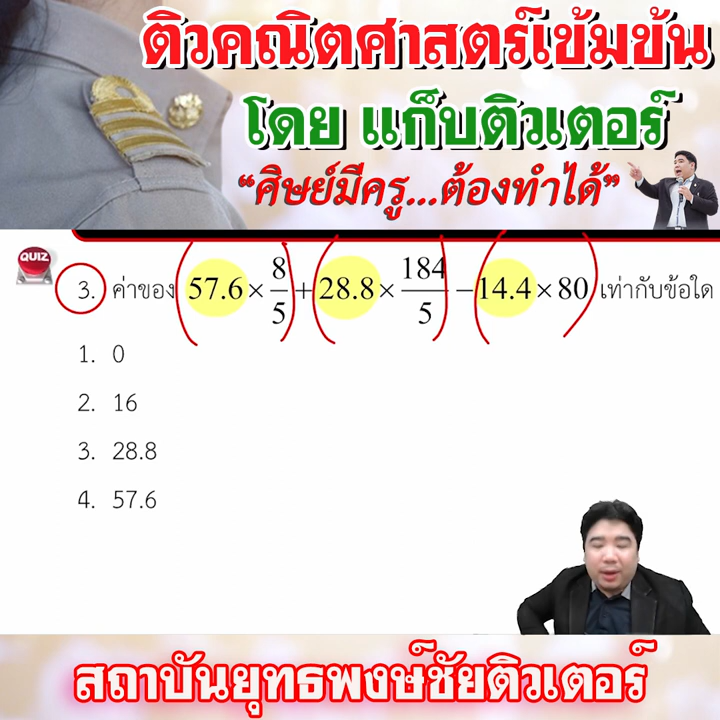 ติวคณิตศาสตร์เข้มข้น
โดย แก็บติวเตอร์
“ศิษย์มีครู...ต้องทำได้”
QUIZ
3. ค่าของ 57.6 × 8/5 + 28.8 × 184/5 − 14.4 × 80 เท่ากับข้อใด
1. 0
2. 16
3. 28.8
4. 57.6
สถาบันยุทธพงษ์ชัยติวเตอร์